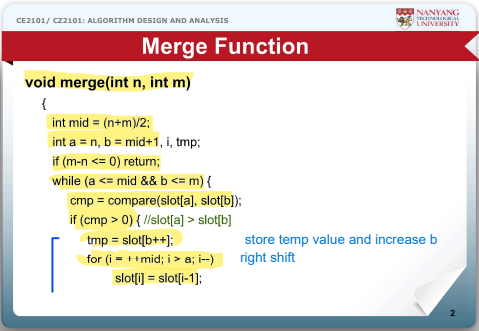 CE2101/ CZ2101: ALGORITHM DESIGN AND ANALYSIS
NANYANG
TECHNOLOGICAL
UNIVERSITY
Merge Function
void merge(int n, int m)
{
int mid = (n+m)/2;
int a = n, b = mid+1, i, tmp;
if (m-n <= 0) return;
while (a <= mid && b <= m) {
cmp = compare(slot[a], slot[b]);
if (cmp > 0) { //slot[a] > slot[b]
tmp = slot[b++]; store temp value and increase b
for (i = ++mid; i > a; i--) right shift
slot[i] = slot[i-1];
2